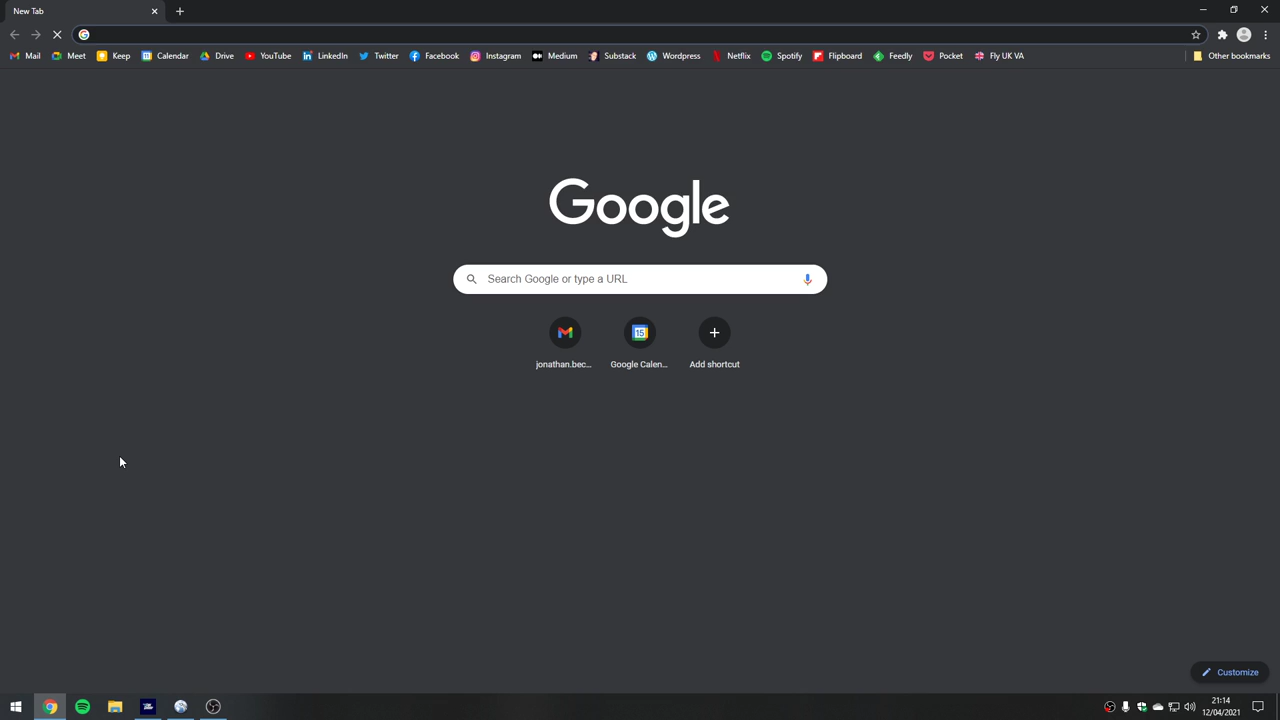 New Tab
Mail Meet Keep Calendar Drive YouTube LinkedIn Twitter Facebook Instagram Medium Substack Wordpress Netflix Spotify Flipboard Feedly Pocket Fly UK VA Other bookmarks
Google
Search Google or type a URL
15
jonathan.bec... Google Calen... Add shortcut
Customize
21:14
12/04/2021